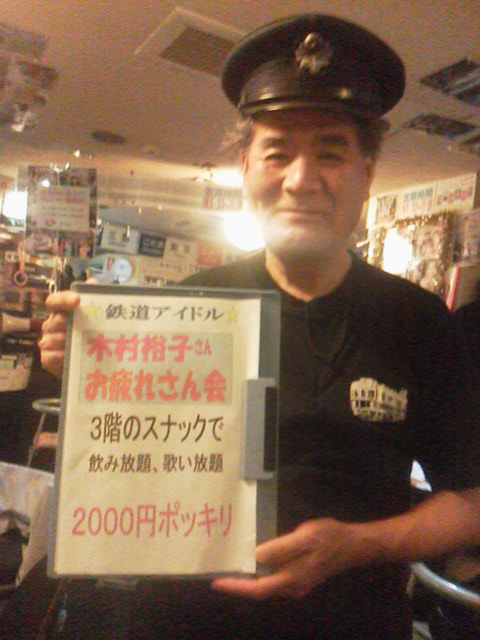 ☆鉄道アイドル☆
木村裕子さん
お疲れさん会
3階のスナックで
飲み放題、歌い放題
2000円ポッキリ